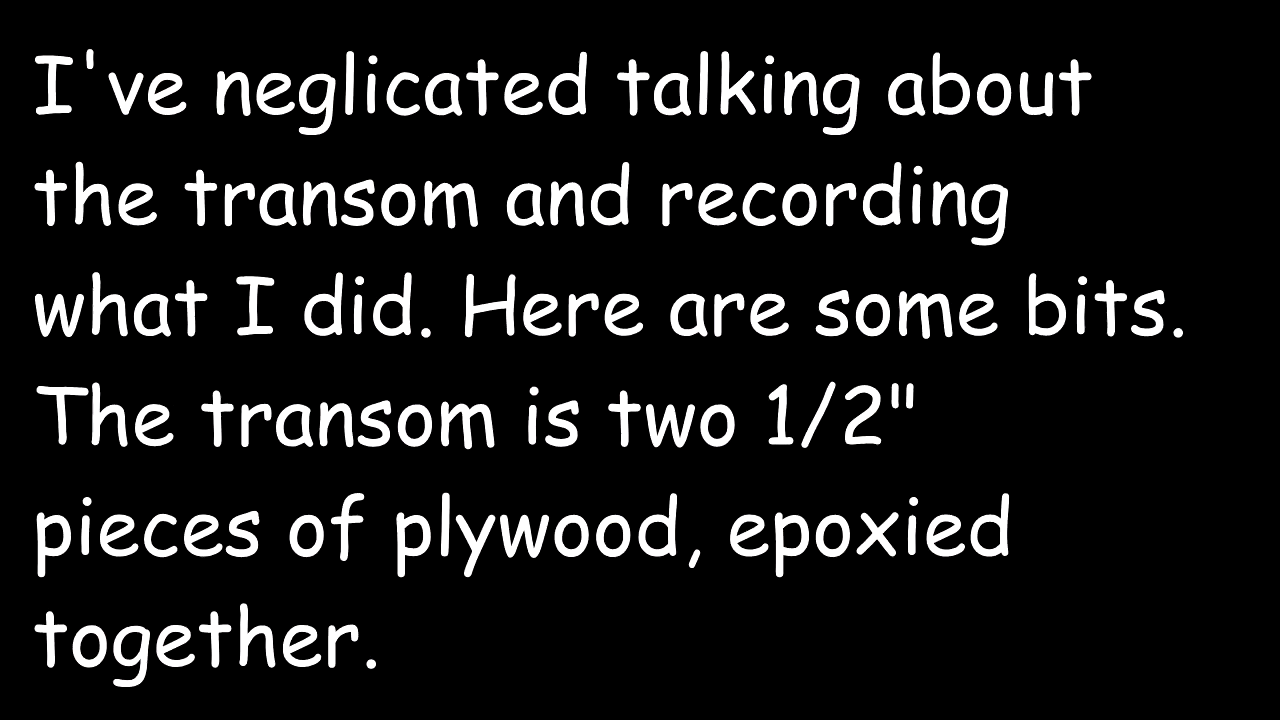 I've neglicated talking about
the transom and recording
what I did. Here are some bits.
The transom is two 1/2"
pieces of plywood, epoxied
together.